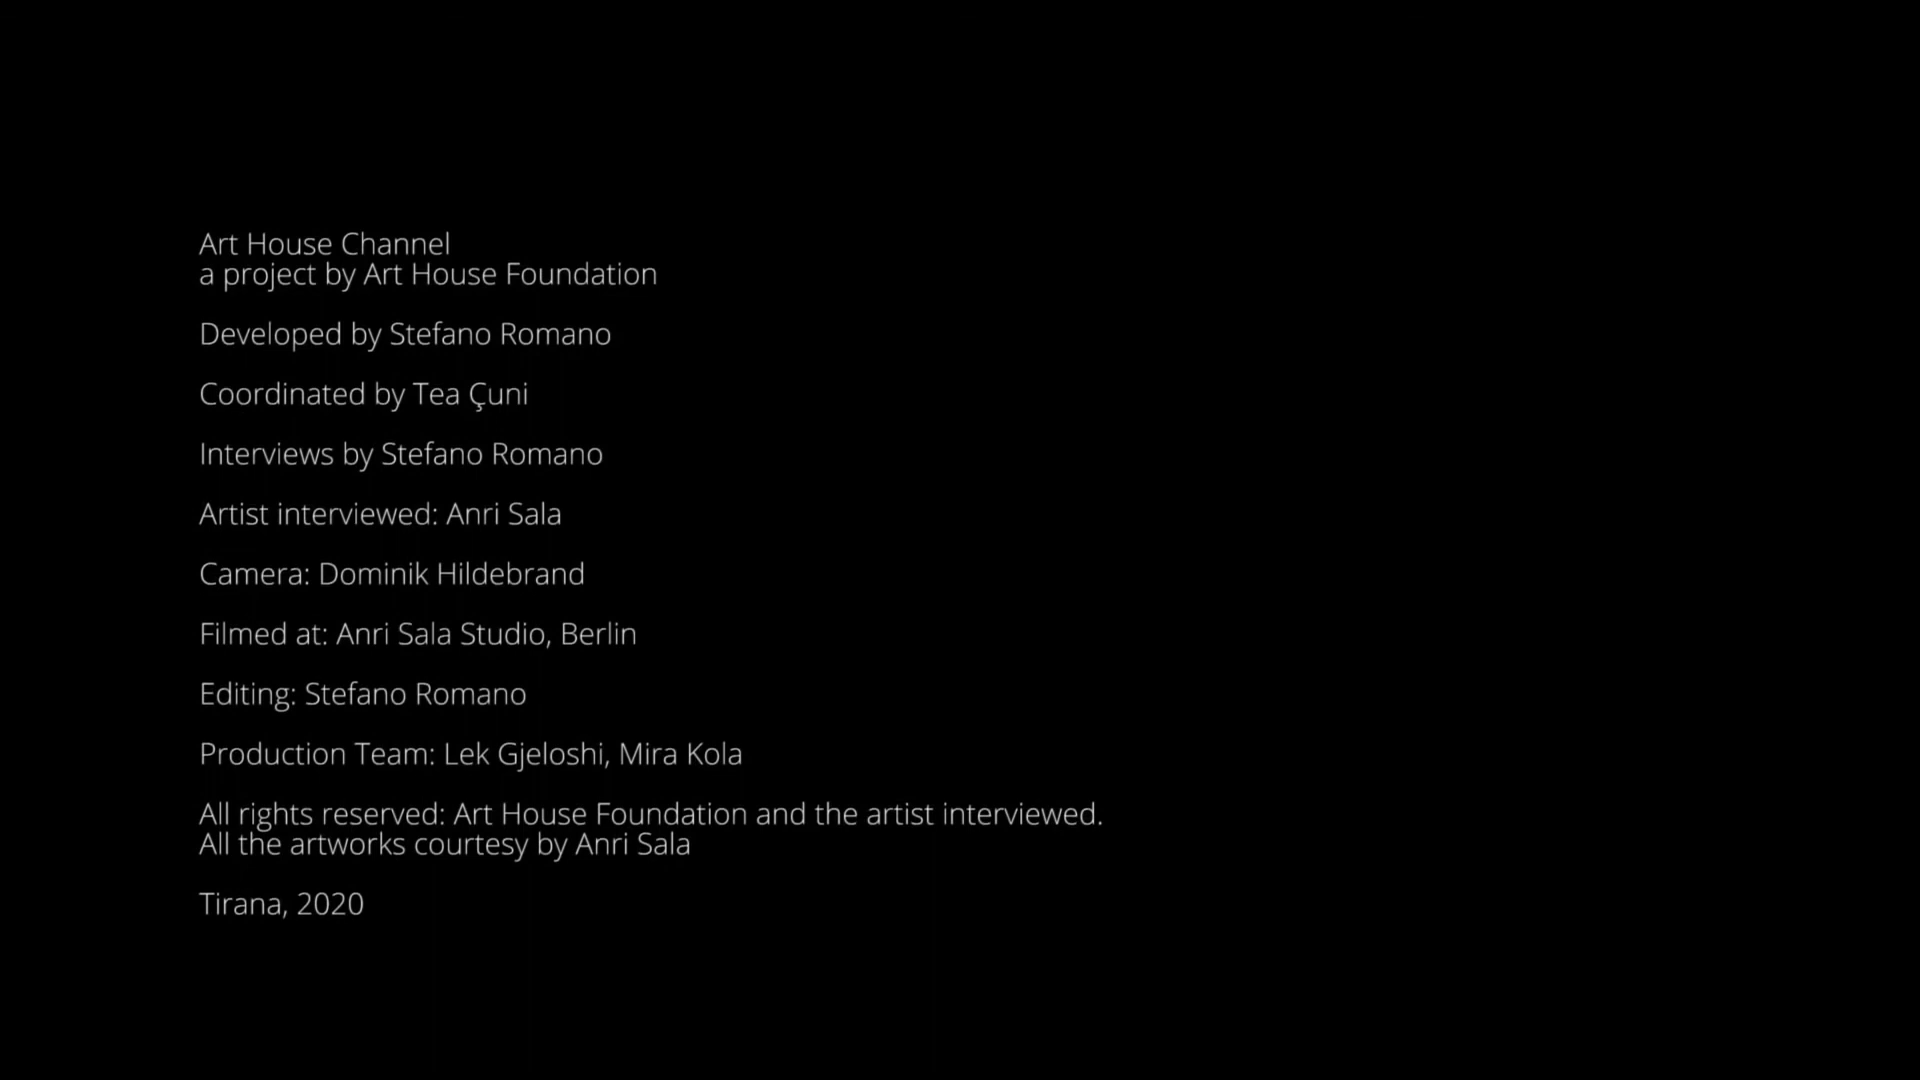 Art House Channel
a project by Art House Foundation
Developed by Stefano Romano
Coordinated by Tea Çuni
Interviews by Stefano Romano
Artist interviewed: Anri Sala
Camera: Dominik Hildebrand
Filmed at: Anri Sala Studio, Berlin
Editing: Stefano Romano
Production Team: Lek Gjeloshi, Mira Kola
All rights reserved: Art House Foundation and the artist interviewed.
All the artworks courtesy by Anri Sala
Tirana, 2020